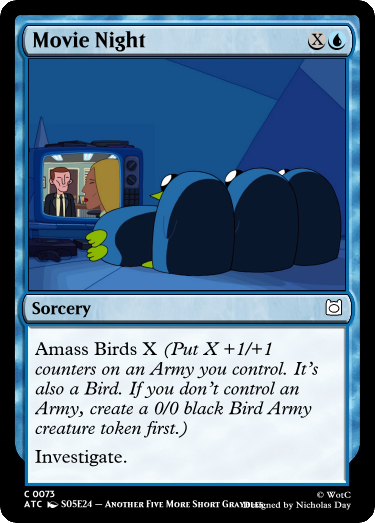 Movie Night X
Sorcery
Amass Birds X (Put X +1/+1
counters on an Army you control. It's
also a Bird. If you don't control an
Army, create a 0/0 black Bird Army
creature token first.)
Investigate.
C 0073 © WotC
ATC S05E24 — Another Five More Short Graybles Designed by Nicholas Day